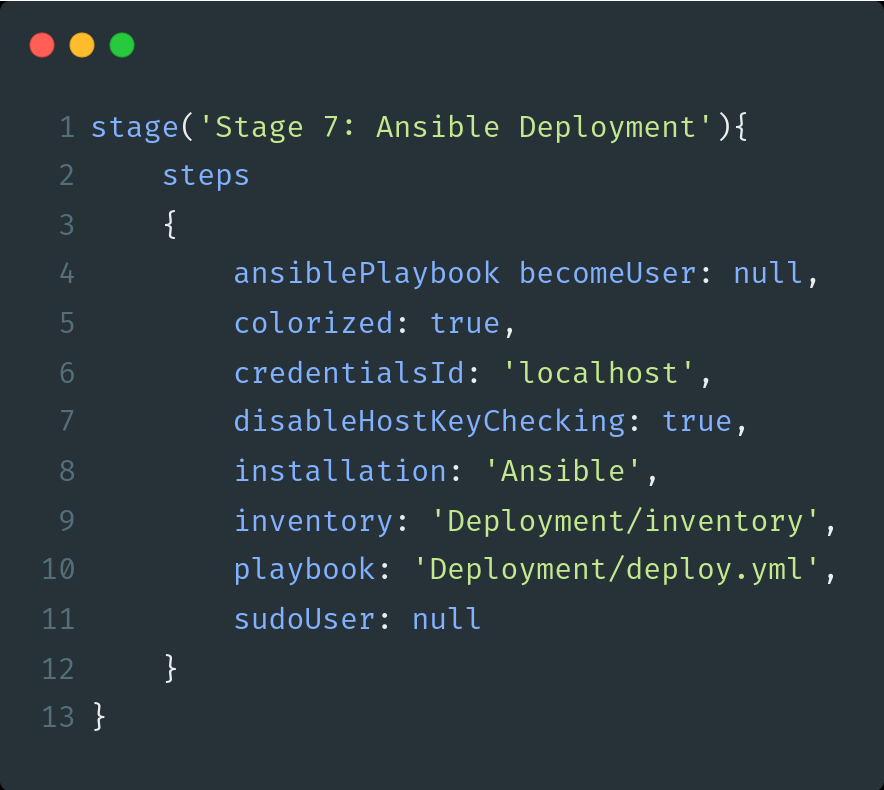 1 stage('Stage 7: Ansible Deployment'){
2     steps
3     {
4         ansiblePlaybook becomeUser: null,
5         colorized: true,
6         credentialsId: 'localhost',
7         disableHostKeyChecking: true,
8         installation: 'Ansible',
9         inventory: 'Deployment/inventory',
10         playbook: 'Deployment/deploy.yml',
11         sudoUser: null
12     }
13 }